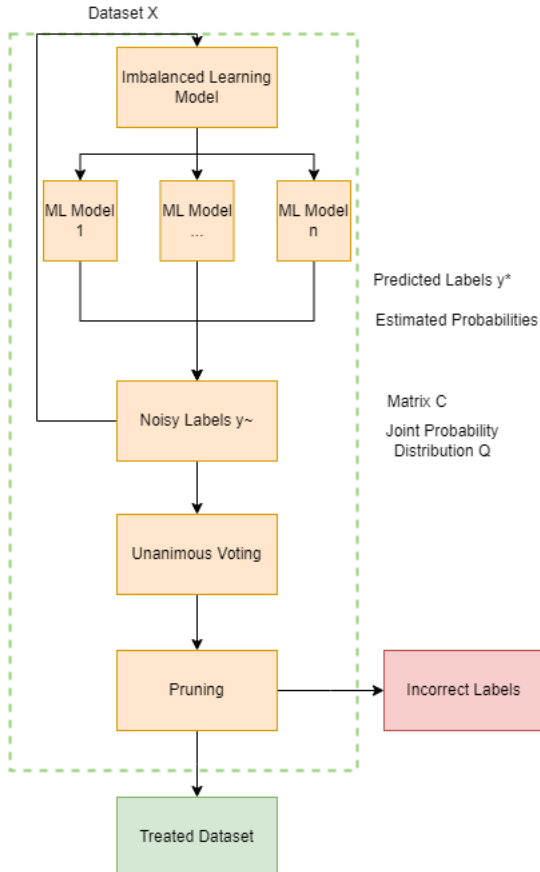 Dataset X
Imbalanced Learning
Model
ML Model
1
ML Model
...
ML Model
n
Predicted Labels y*
Estimated Probabilities
Noisy Labels y~
Matrix C
Joint Probability
Distribution Q
Unanimous Voting
Pruning
Incorrect Labels
Treated Dataset